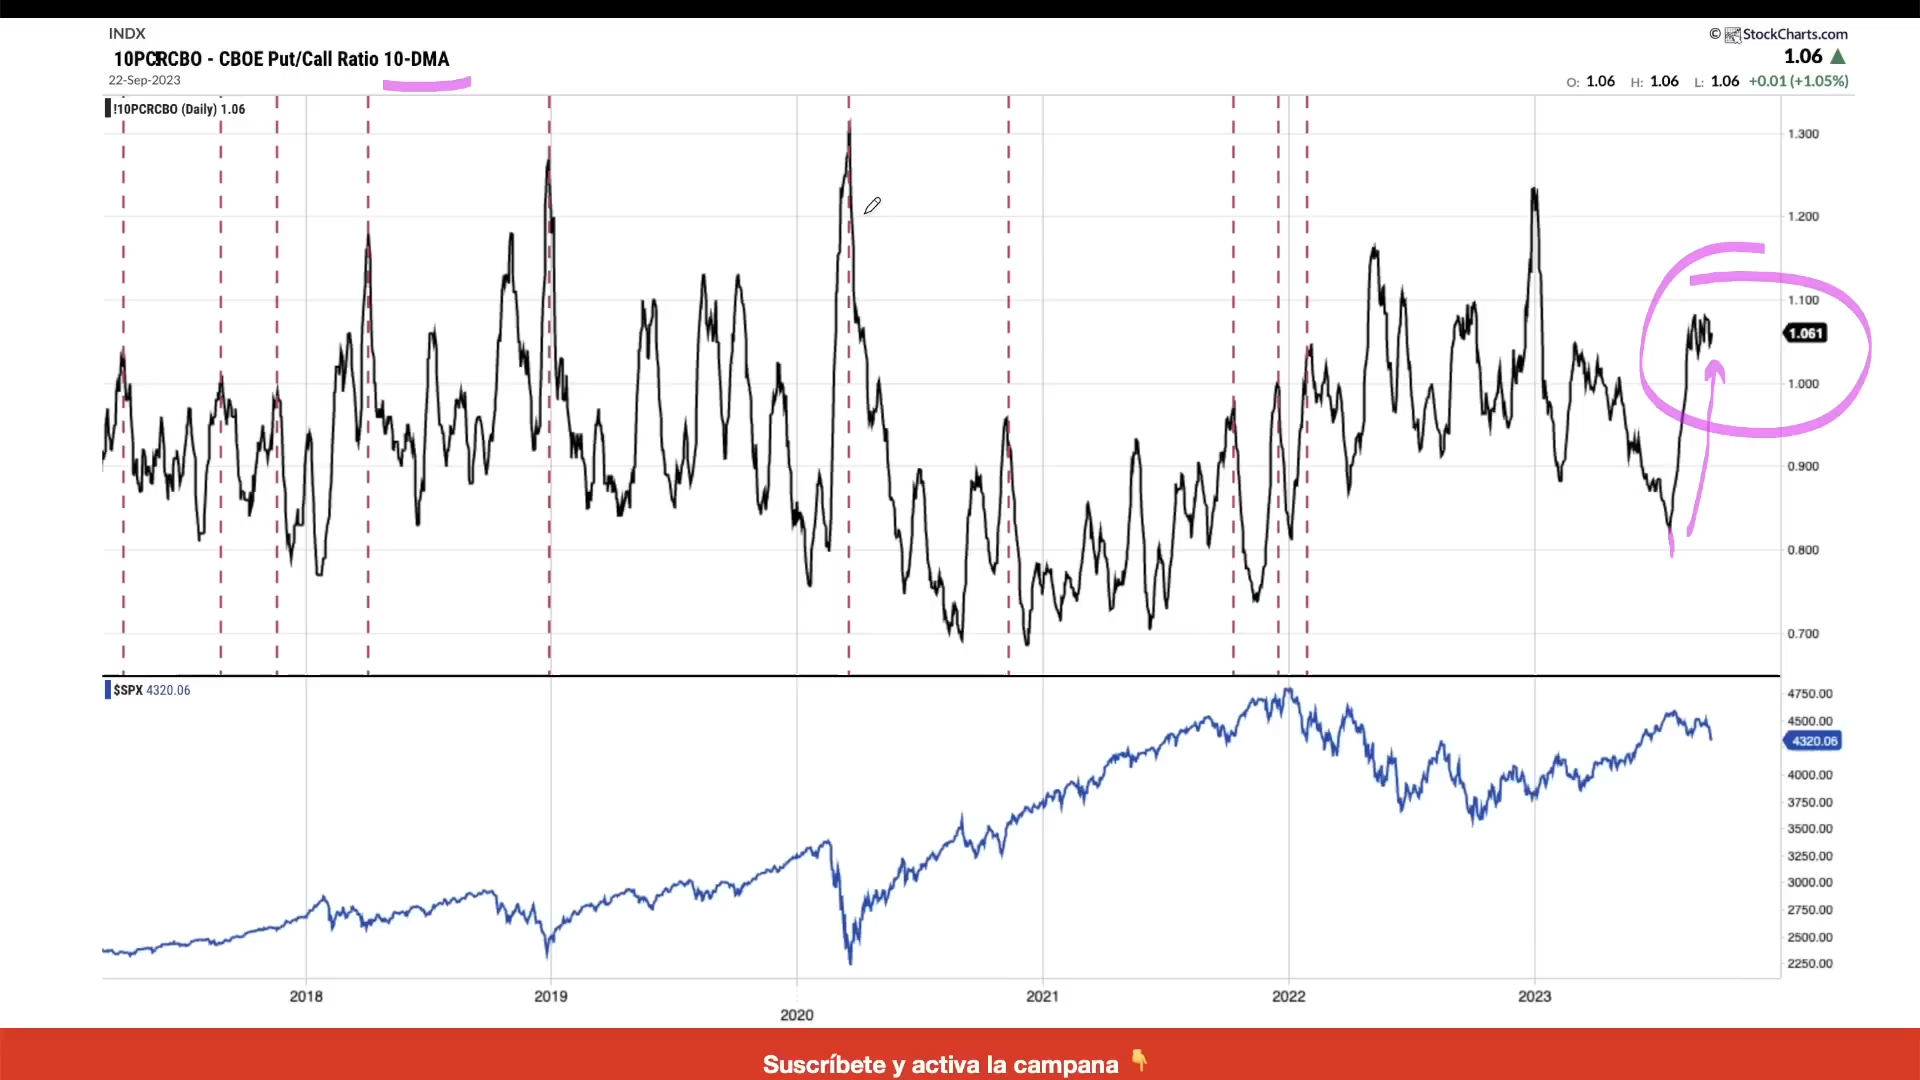 INDX
© StockCharts.com
10PCRCBO - CBOE Put/Call Ratio 10-DMA
1.06 ▲
22-Sep-2023
O: 1.06 H: 1.06 L: 1.06 +0.01 (+1.05%)
!10PCRCBO (Daily) 1.06
1.300
1.200
1.100
1.061
1.000
0.900
0.800
0.700
$SPX 4320.06
4750.00
4500.00
4320.06
4000.00
3750.00
3500.00
3250.00
3000.00
2750.00
2500.00
2250.00
2018 2019 2020 2021 2022 2023
Suscríbete y activa la campana 👇